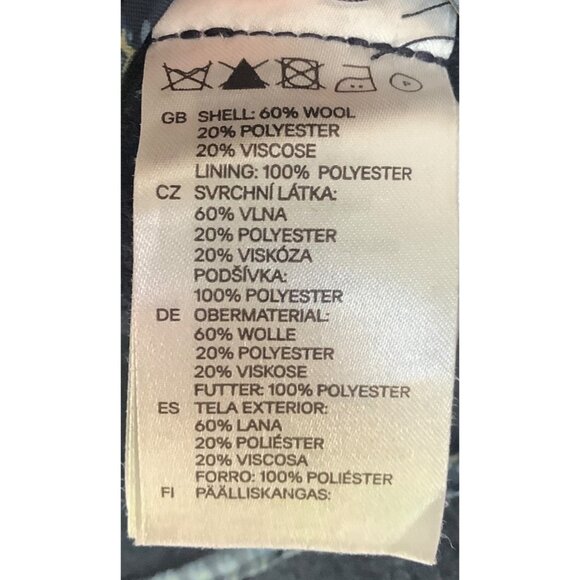 GB SHELL: 60% WOOL
20% POLYESTER
20% VISCOSE
LINING: 100% POLYESTER
CZ SVRCHNÍ LÁTKA:
60% VLNA
20% POLYESTER
20% VISKÓZA
PODŠÍVKA:
100% POLYESTER
DE OBERMATERIAL:
60% WOLLE
20% POLYESTER
20% VISKOSE
FUTTER: 100% POLYESTER
ES TELA EXTERIOR:
60% LANA
20% POLIÉSTER
20% VISCOSA
FORRO: 100% POLIÉSTER
FI PÄÄLLISKANGAS: